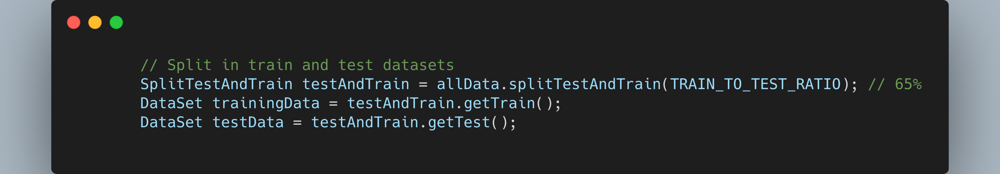 // Split in train and test datasets
SplitTestAndTrain testAndTrain = allData.splitTestAndTrain(TRAIN_TO_TEST_RATIO); // 65%
DataSet trainingData = testAndTrain.getTrain();
DataSet testData = testAndTrain.getTest();